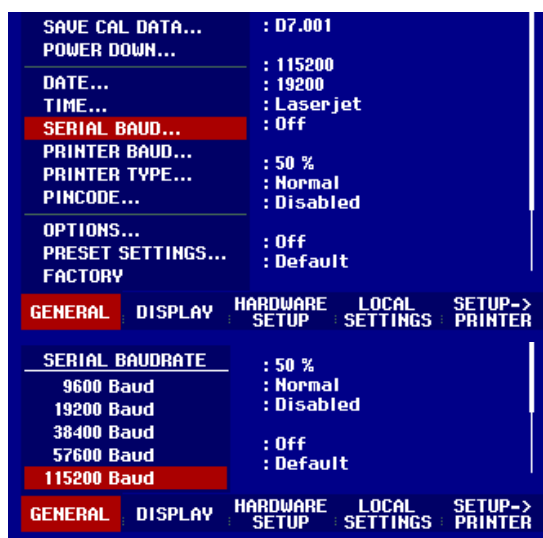 SAVE CAL DATA...
POWER DOWN...
DATE...
TIME...
SERIAL BAUD...
PRINTER BAUD...
PRINTER TYPE...
PINCODE...
OPTIONS...
PRESET SETTINGS...
FACTORY
: D7.001
: 115200
: 19200
: Laserjet
: Off
: 50 %
: Normal
: Disabled
: Off
: Default
GENERAL DISPLAY HARDWARE SETUP LOCAL SETTINGS SETUP-> PRINTER
SERIAL BAUDRATE
9600 Baud
19200 Baud
38400 Baud
57600 Baud
115200 Baud
: 50 %
: Normal
: Disabled
: Off
: Default
GENERAL DISPLAY HARDWARE SETUP LOCAL SETTINGS SETUP-> PRINTER